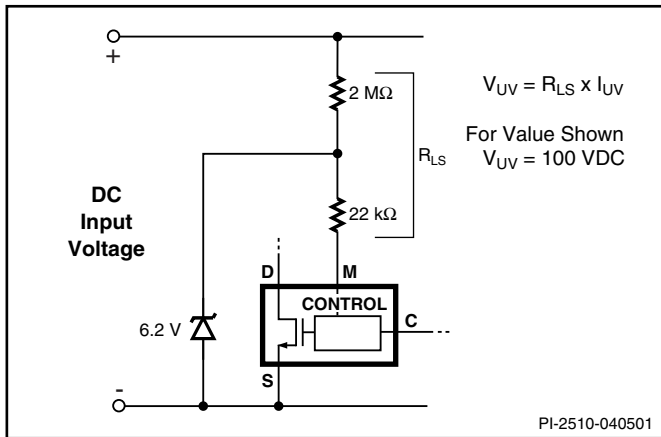 +
2 MΩ
V_UV = R_LS x I_UV
For Value Shown
V_UV = 100 VDC
R_LS
DC
Input
Voltage
22 kΩ
D
M
CONTROL
C
6.2 V
S
-
PI-2510-040501